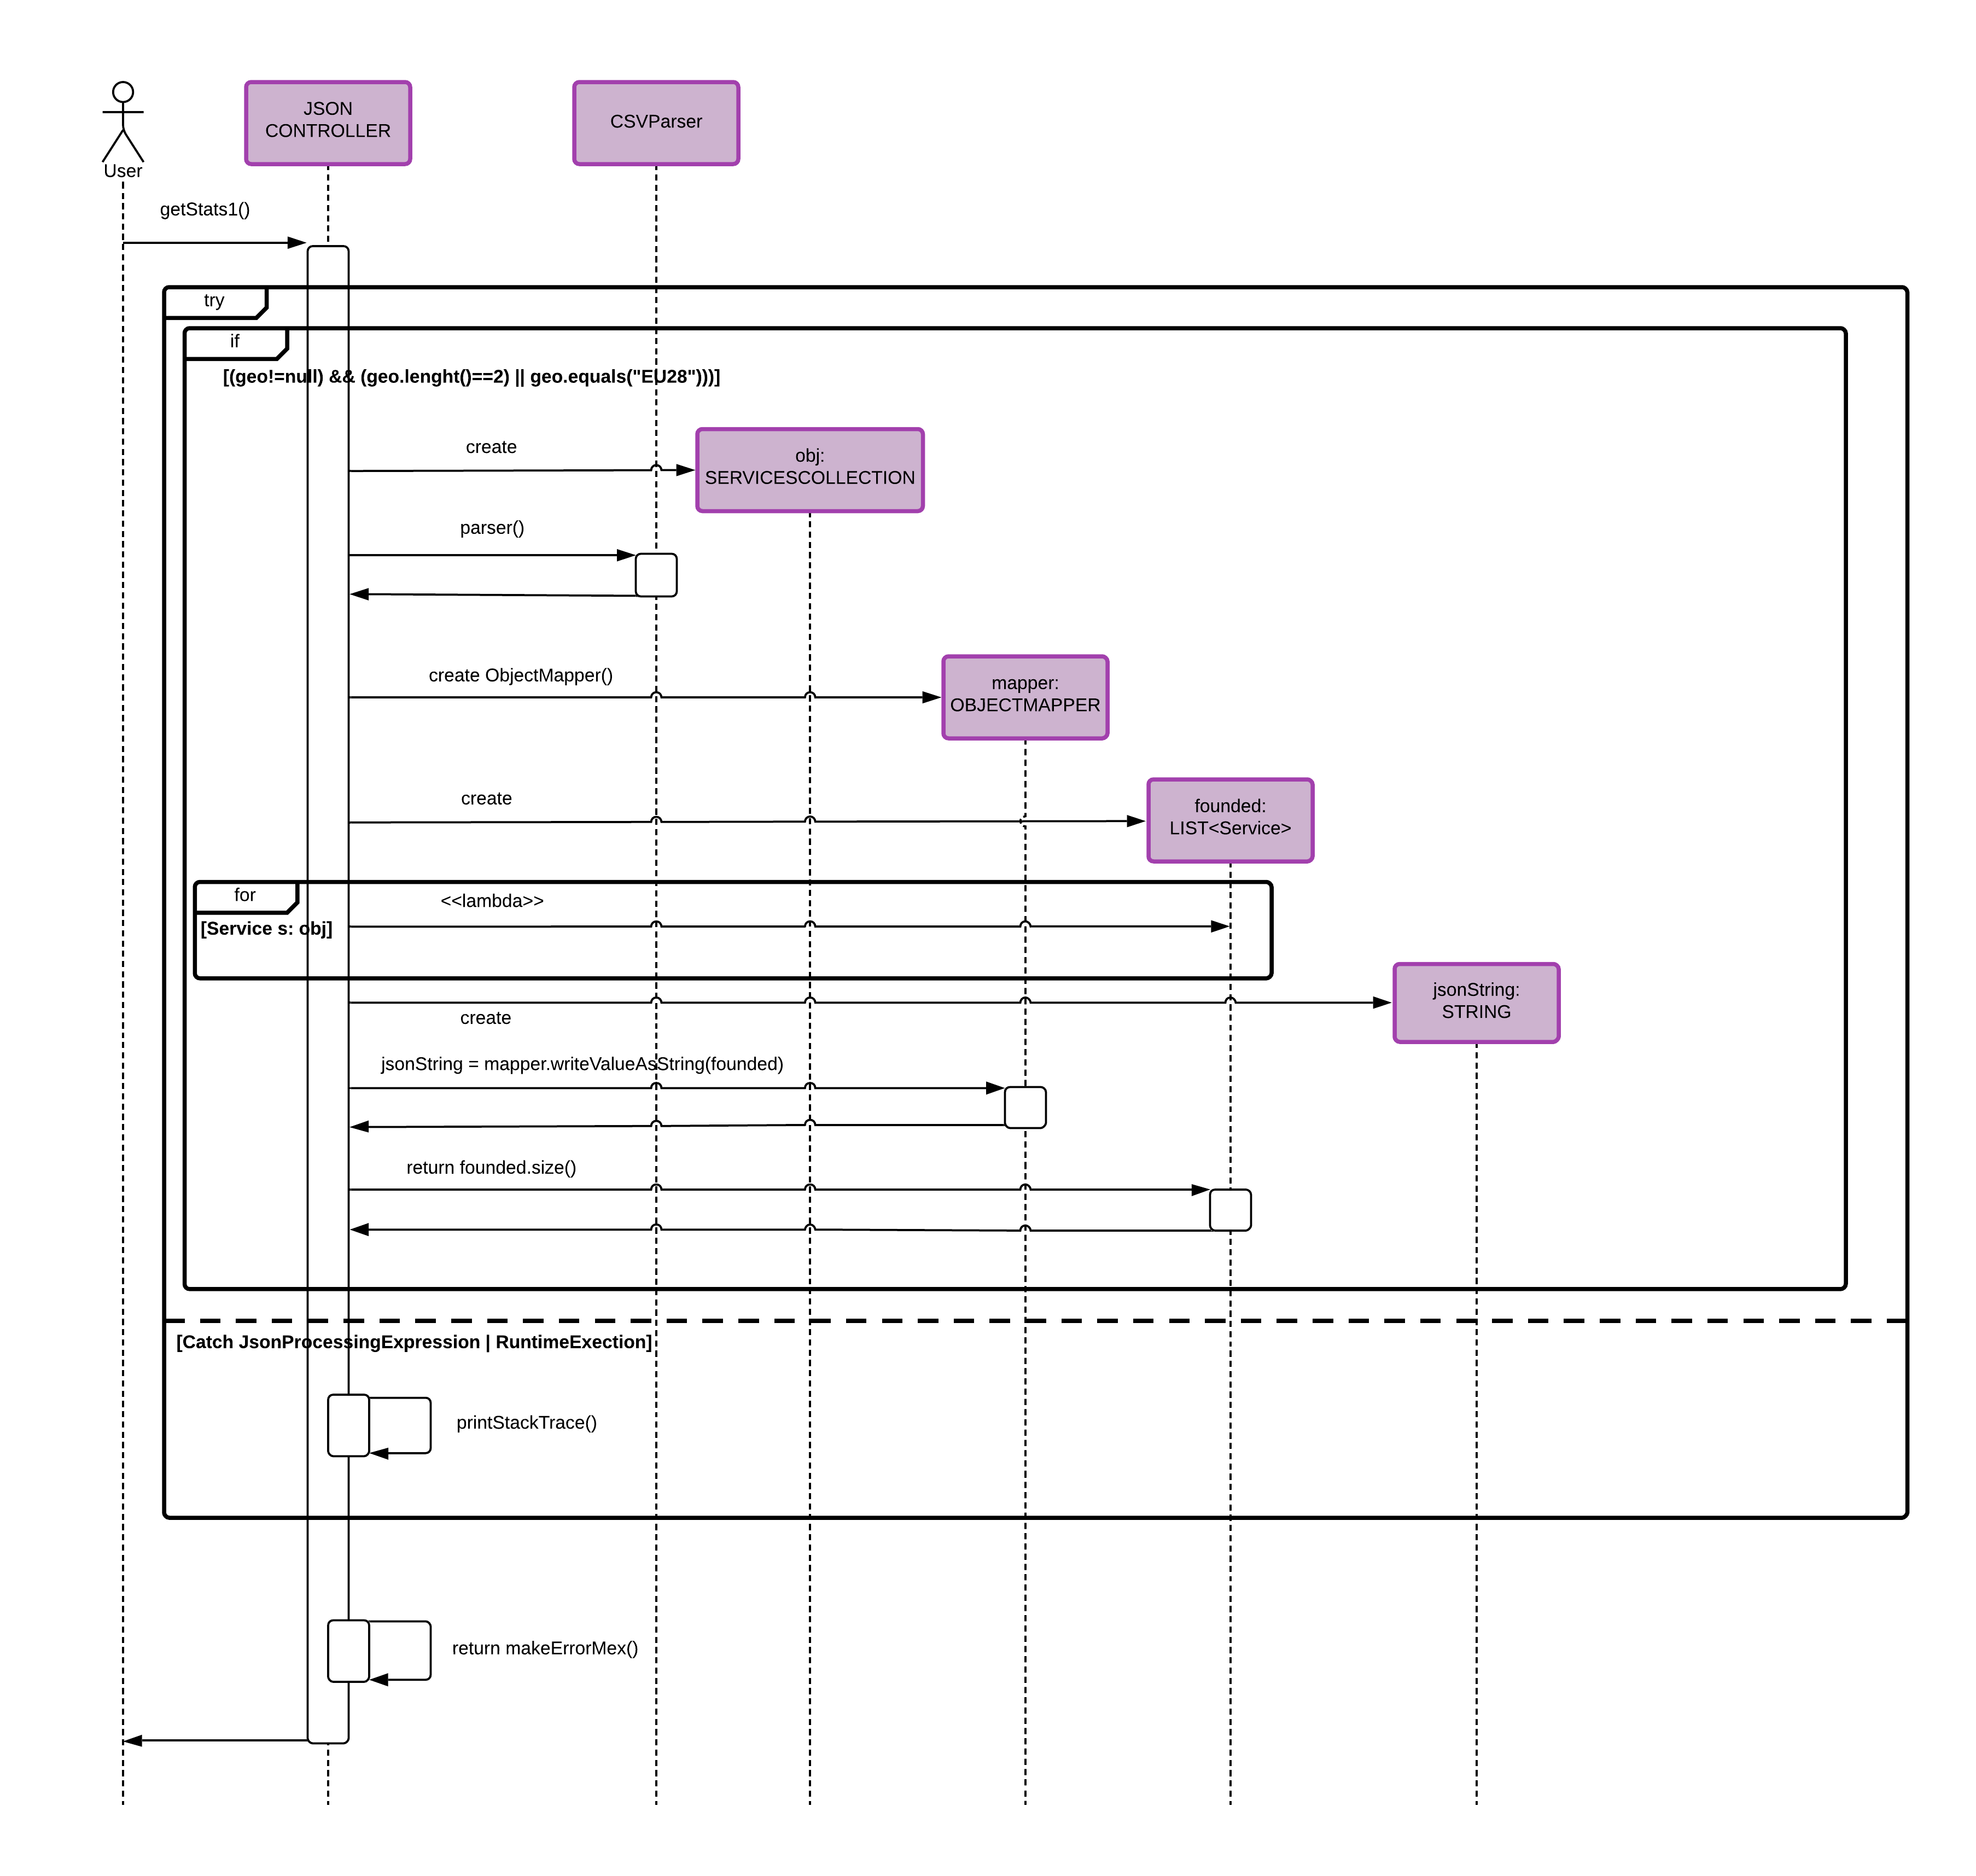 JSON
CONTROLLER
CSVParser
User
getStats1()
try
if
[(geo!=null) && (geo.lenght()==2) || geo.equals("EU28")))]
create
obj:
SERVICESCOLLECTION
parser()
create ObjectMapper()
mapper:
OBJECTMAPPER
create
founded:
LIST<Service>
for
<<lambda>>
[Service s: obj]
jsonString:
STRING
create
jsonString = mapper.writeValueAsString(founded)
return founded.size()
[Catch JsonProcessingExpression | RuntimeExection]
printStackTrace()
return makeErrorMex()